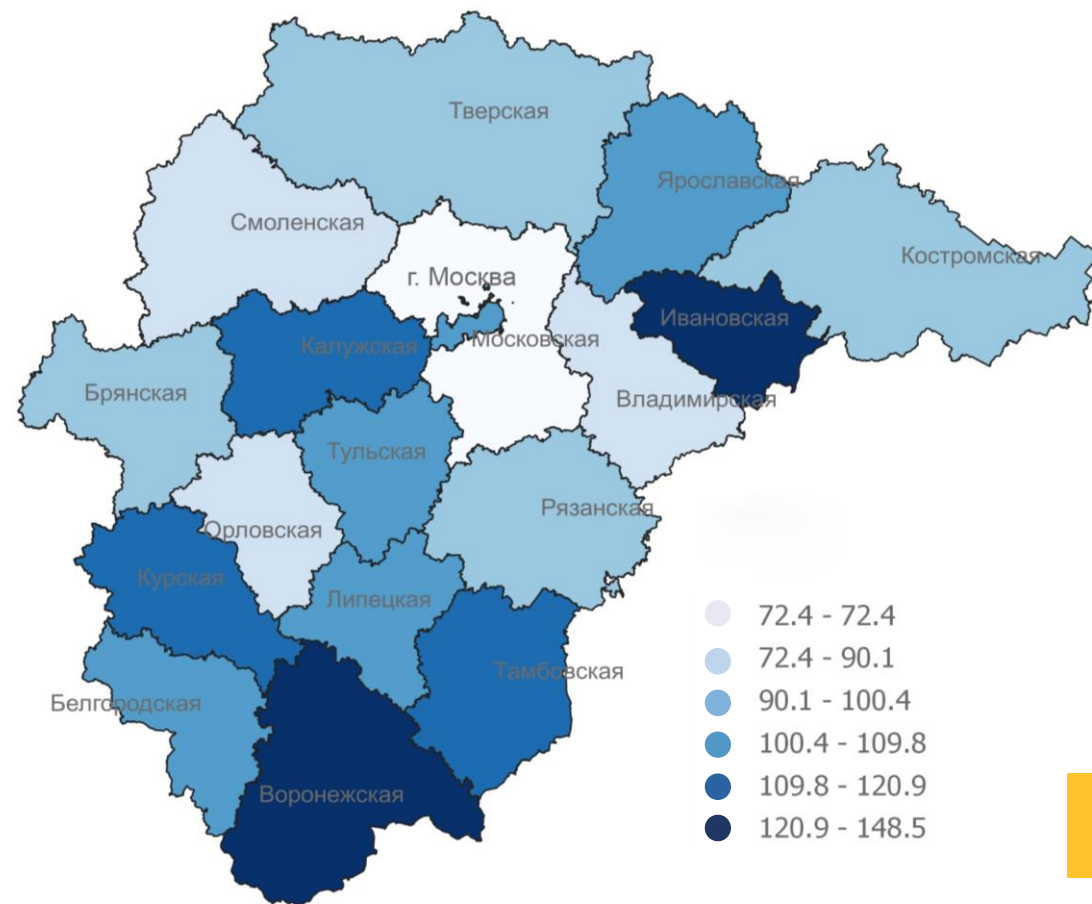 Тверская
Ярославская
Смоленская
Костромская
г. Москва
Ивановская
Московская
Калужская
Брянская
Владимирская
Тульская
Рязанская
Орловская
Курская
Липецкая
Тамбовская
Белгородская
Воронежская
72.4 - 72.4
72.4 - 90.1
90.1 - 100.4
100.4 - 109.8
109.8 - 120.9
120.9 - 148.5